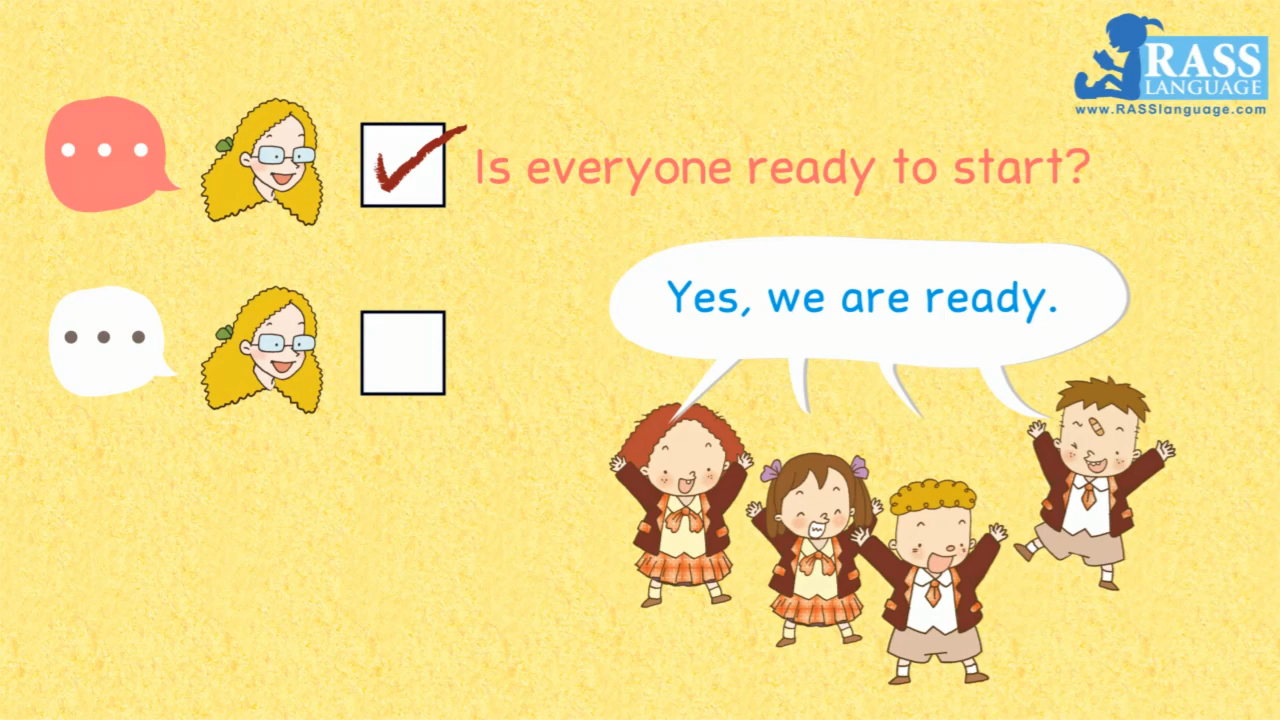 RASS
LANGUAGE
www.RASSlanguage.com
Is everyone ready to start?
Yes, we are ready.